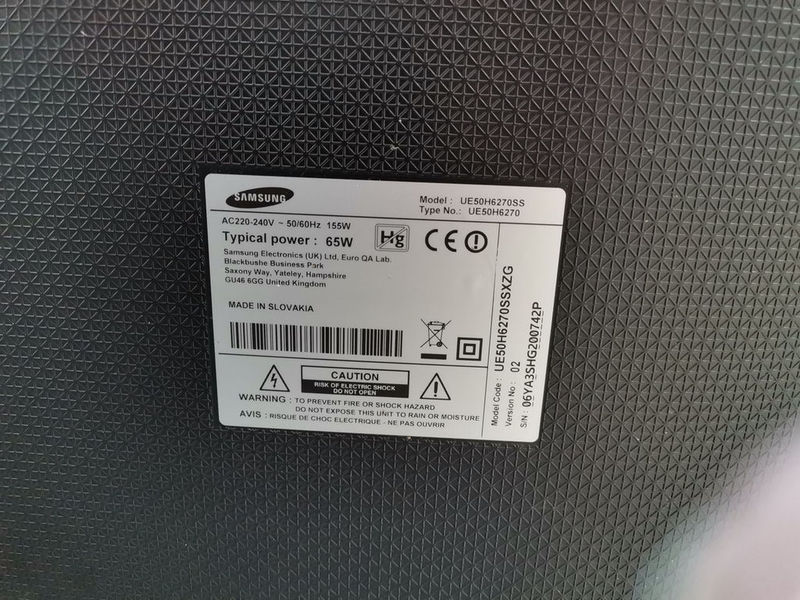 SAMSUNG
Model : UE50H6270SS
Type No.: UE50H6270
AC220-240V ~ 50/60Hz 155W
Typical power : 65W
Hg
CE
Samsung Electronics (UK) Ltd, Euro QA Lab.
Blackbushe Business Park
Saxony Way, Yateley, Hampshire
GU46 6GG United Kingdom
MADE IN SLOVAKIA
CAUTION
RISK OF ELECTRIC SHOCK
DO NOT OPEN
WARNING : TO PREVENT FIRE OR SHOCK HAZARD
DO NOT EXPOSE THIS UNIT TO RAIN OR MOISTURE
AVIS : RISQUE DE CHOC ELECTRIQUE - NE PAS OUVRIR
Model Code : UE50H6270SSXZG
Version No : 02
S/N : 06YA3SHG200742P